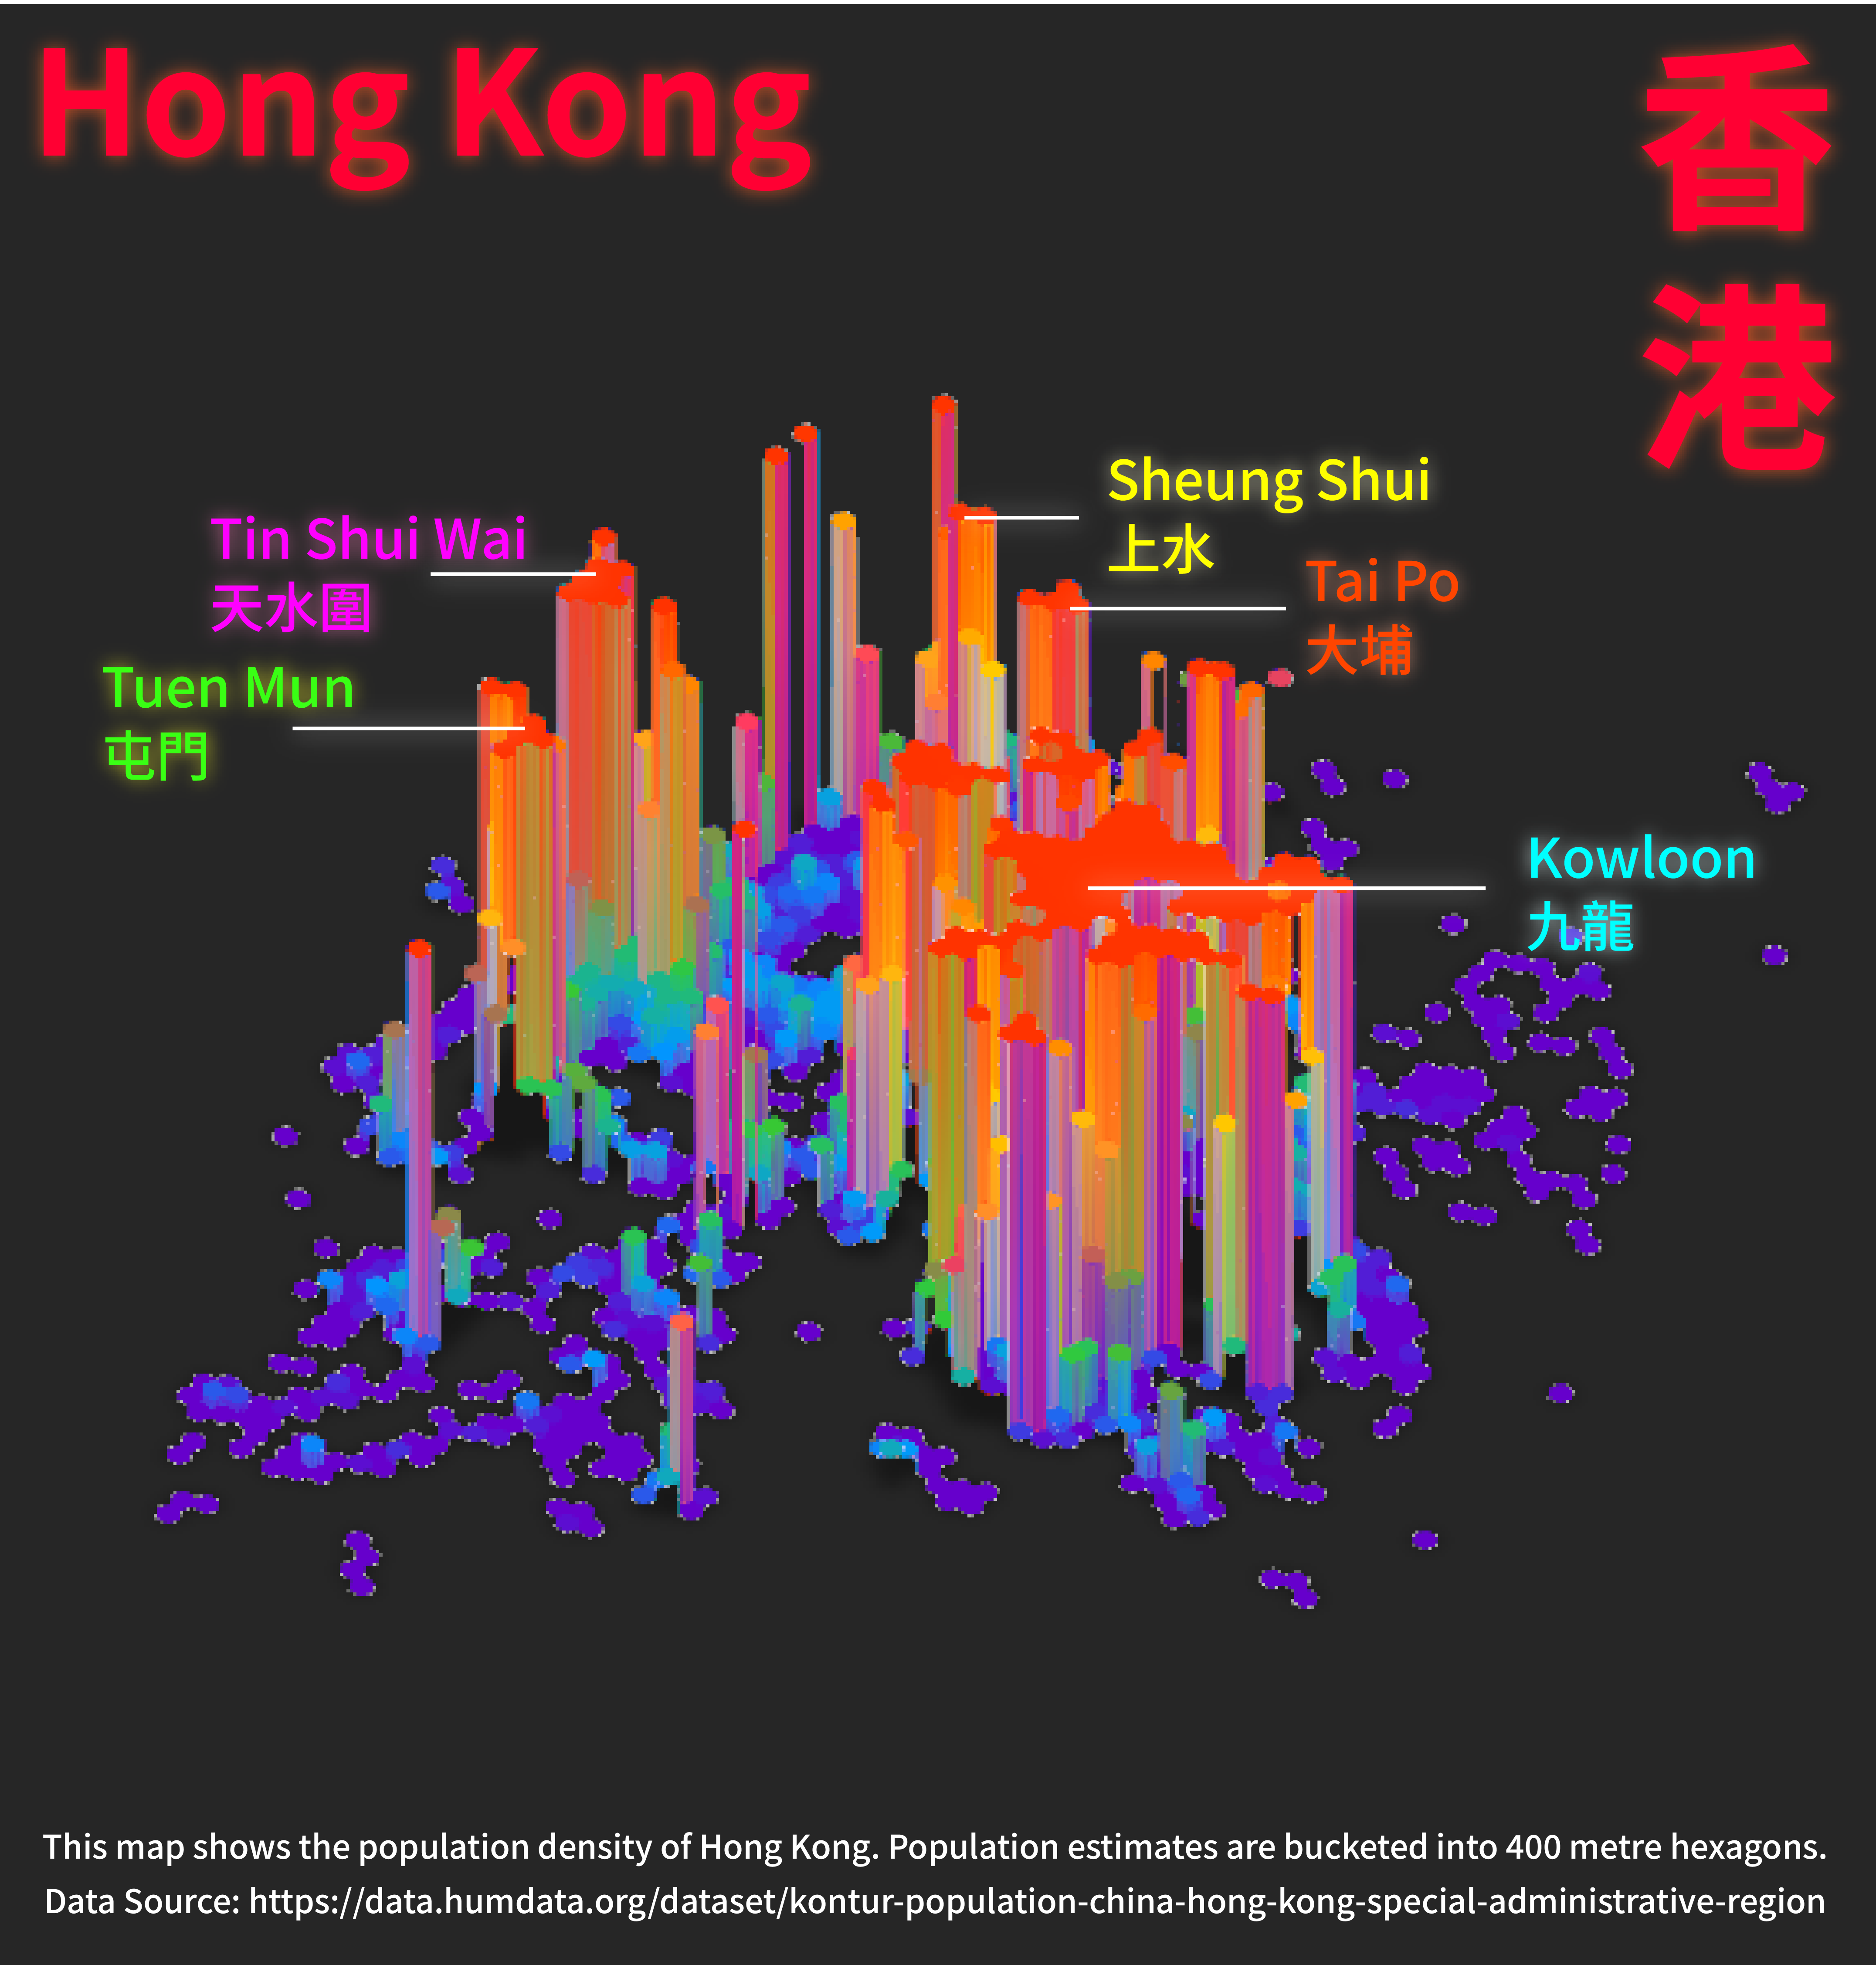 Hong Kong
香
港
Sheung Shui
上水
Tin Shui Wai
天水圍
Tai Po
大埔
Tuen Mun
屯門
Kowloon
九龍
This map shows the population density of Hong Kong. Population estimates are bucketed into 400 metre hexagons.
Data Source: https://data.humdata.org/dataset/kontur-population-china-hong-kong-special-administrative-region